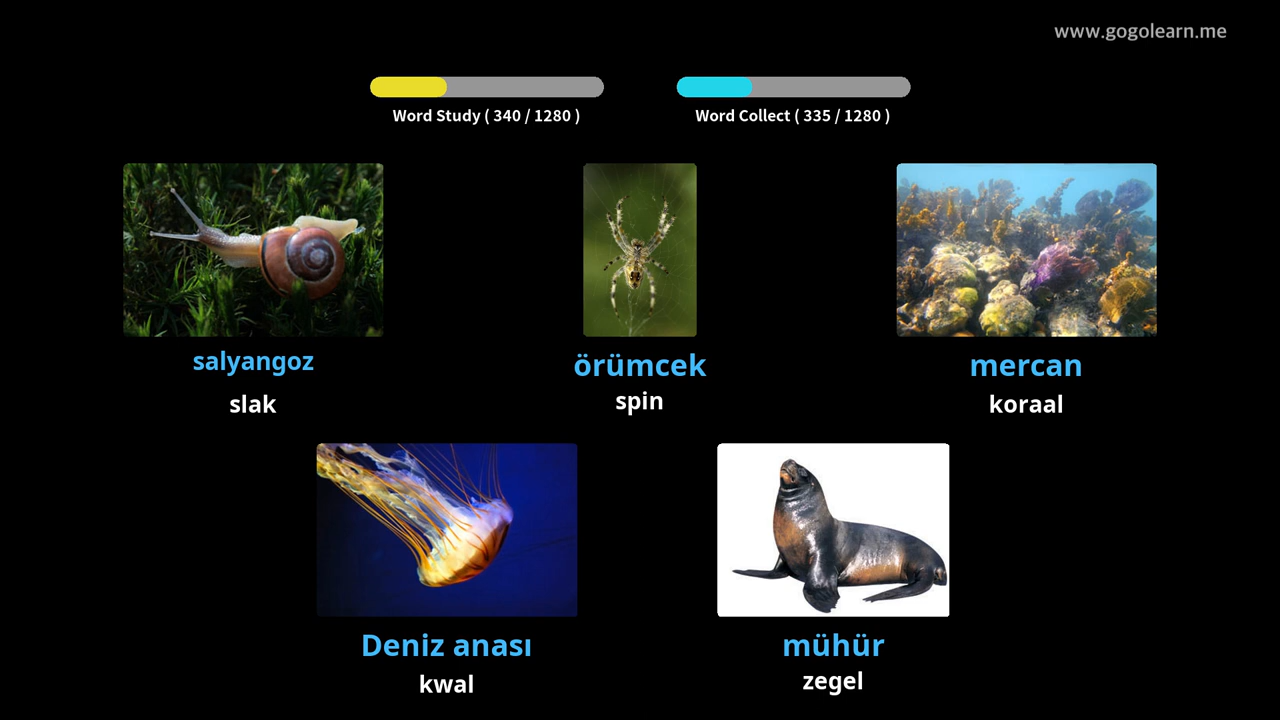 www.gogolearn.me
Word Study ( 340 / 1280 )
Word Collect ( 335 / 1280 )
salyangoz
örümcek
mercan
slak
spin
koraal
Deniz anası
mühür
kwal
zegel